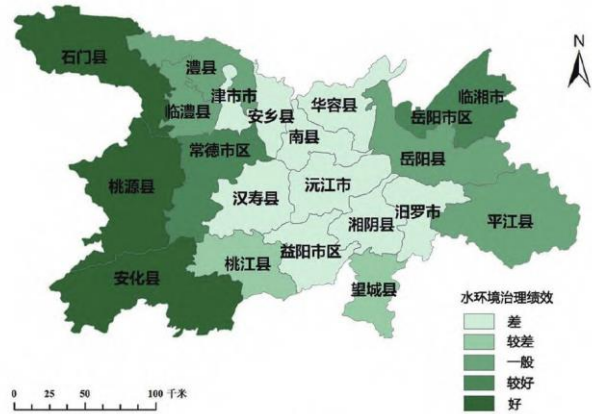 N
石门县
澧县
临澧县
津市市
安乡县
华容县
南县
临湘市
岳阳市区
岳阳县
常德市区
桃源县
汉寿县
沅江市
汨罗市
湘阴县
平江县
安化县
桃江县
益阳市区
望城县
水环境治理绩效
差
较差
一般
较好
好
0 25 50 100 千米